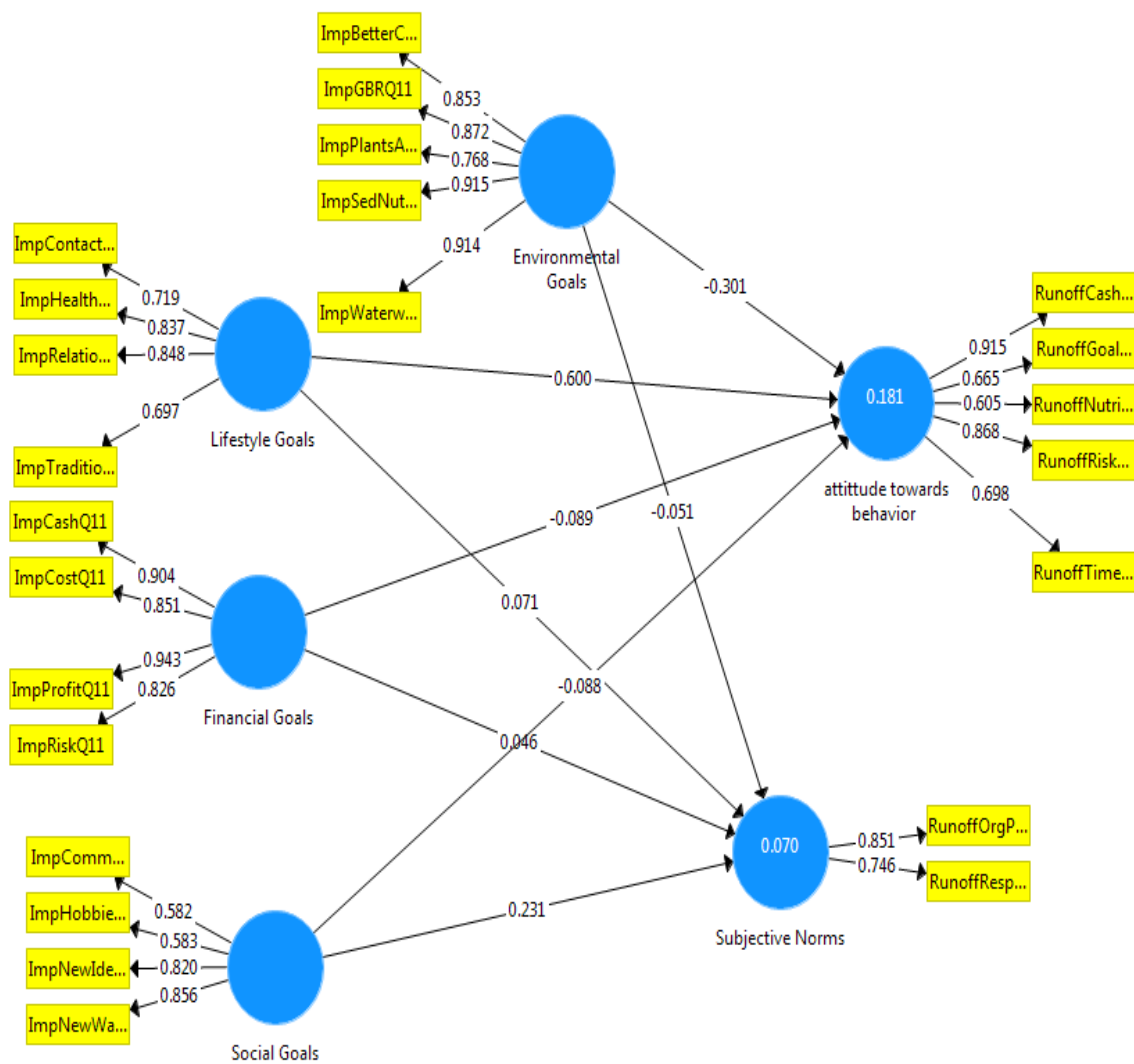 ImpBetterC...
ImpGBRQ11
ImpPlantsA...
ImpSedNut...
ImpWaterw...
0.853
0.872
0.768
0.915
0.914
Environmental
Goals
ImpContact...
ImpHealth...
ImpRelatio...
ImpTraditio...
0.719
0.837
0.848
0.697
Lifestyle Goals
ImpCashQ11
ImpCostQ11
ImpProfitQ11
ImpRiskQ11
0.904
0.851
0.943
0.826
Financial Goals
ImpComm...
ImpHobbie...
ImpNewIde...
ImpNewWa...
0.582
0.583
0.820
0.856
Social Goals
-0.301
0.600
-0.089
-0.051
0.071
-0.088
0.046
0.231
0.181
attitude towards
behavior
0.915
0.665
0.605
0.868
0.698
RunoffCash...
RunoffGoal...
RunoffNutri...
RunoffRisk...
RunoffTime...
0.070
Subjective Norms
0.851
0.746
RunoffOrgP...
RunoffResp...